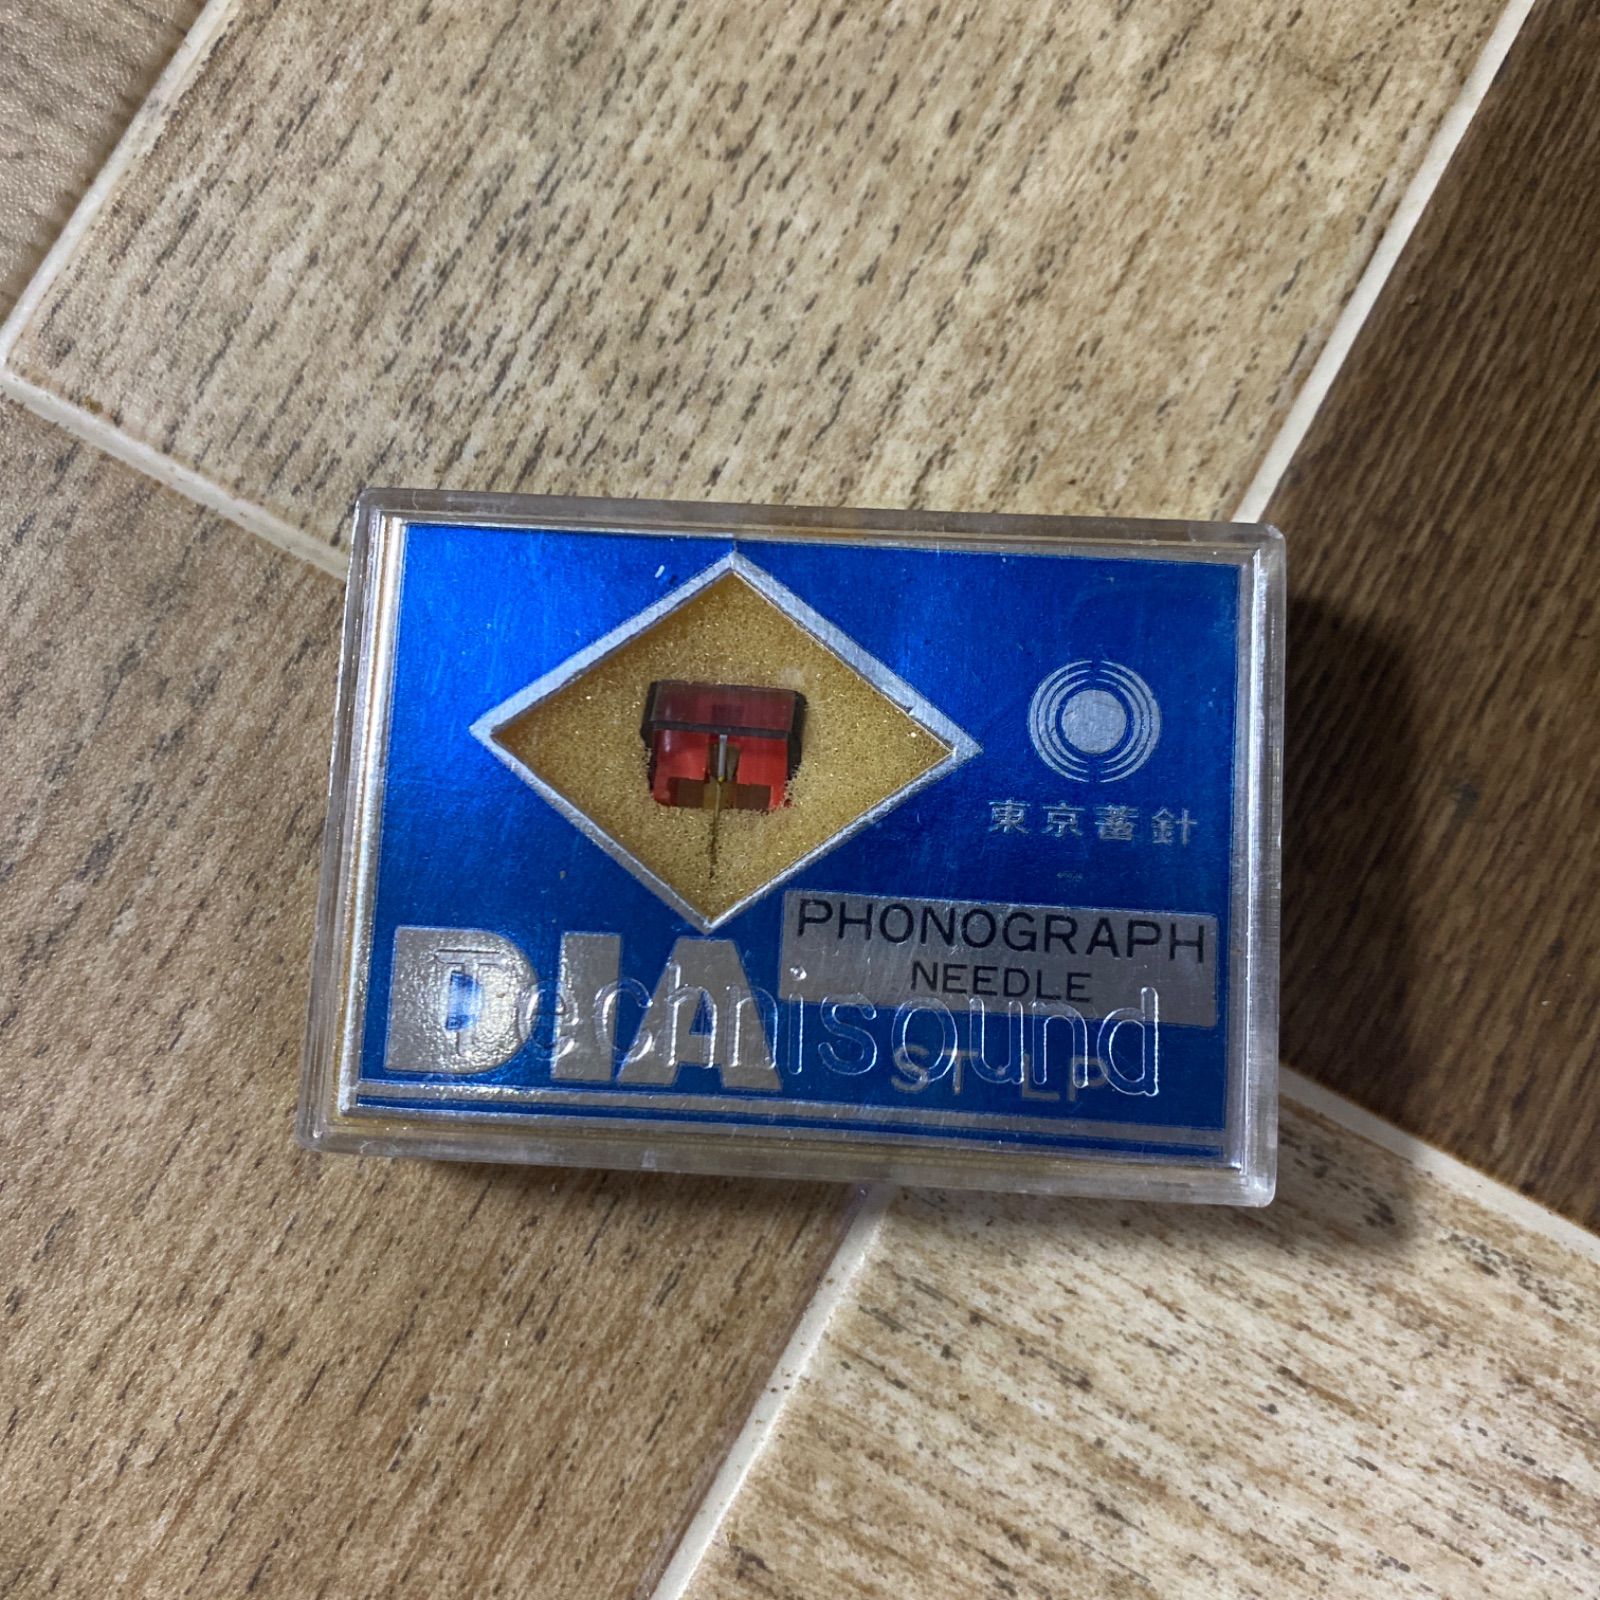 東京蓄針
PHONOGRAPH
NEEDLE
DIA
Technisound
ST-LP